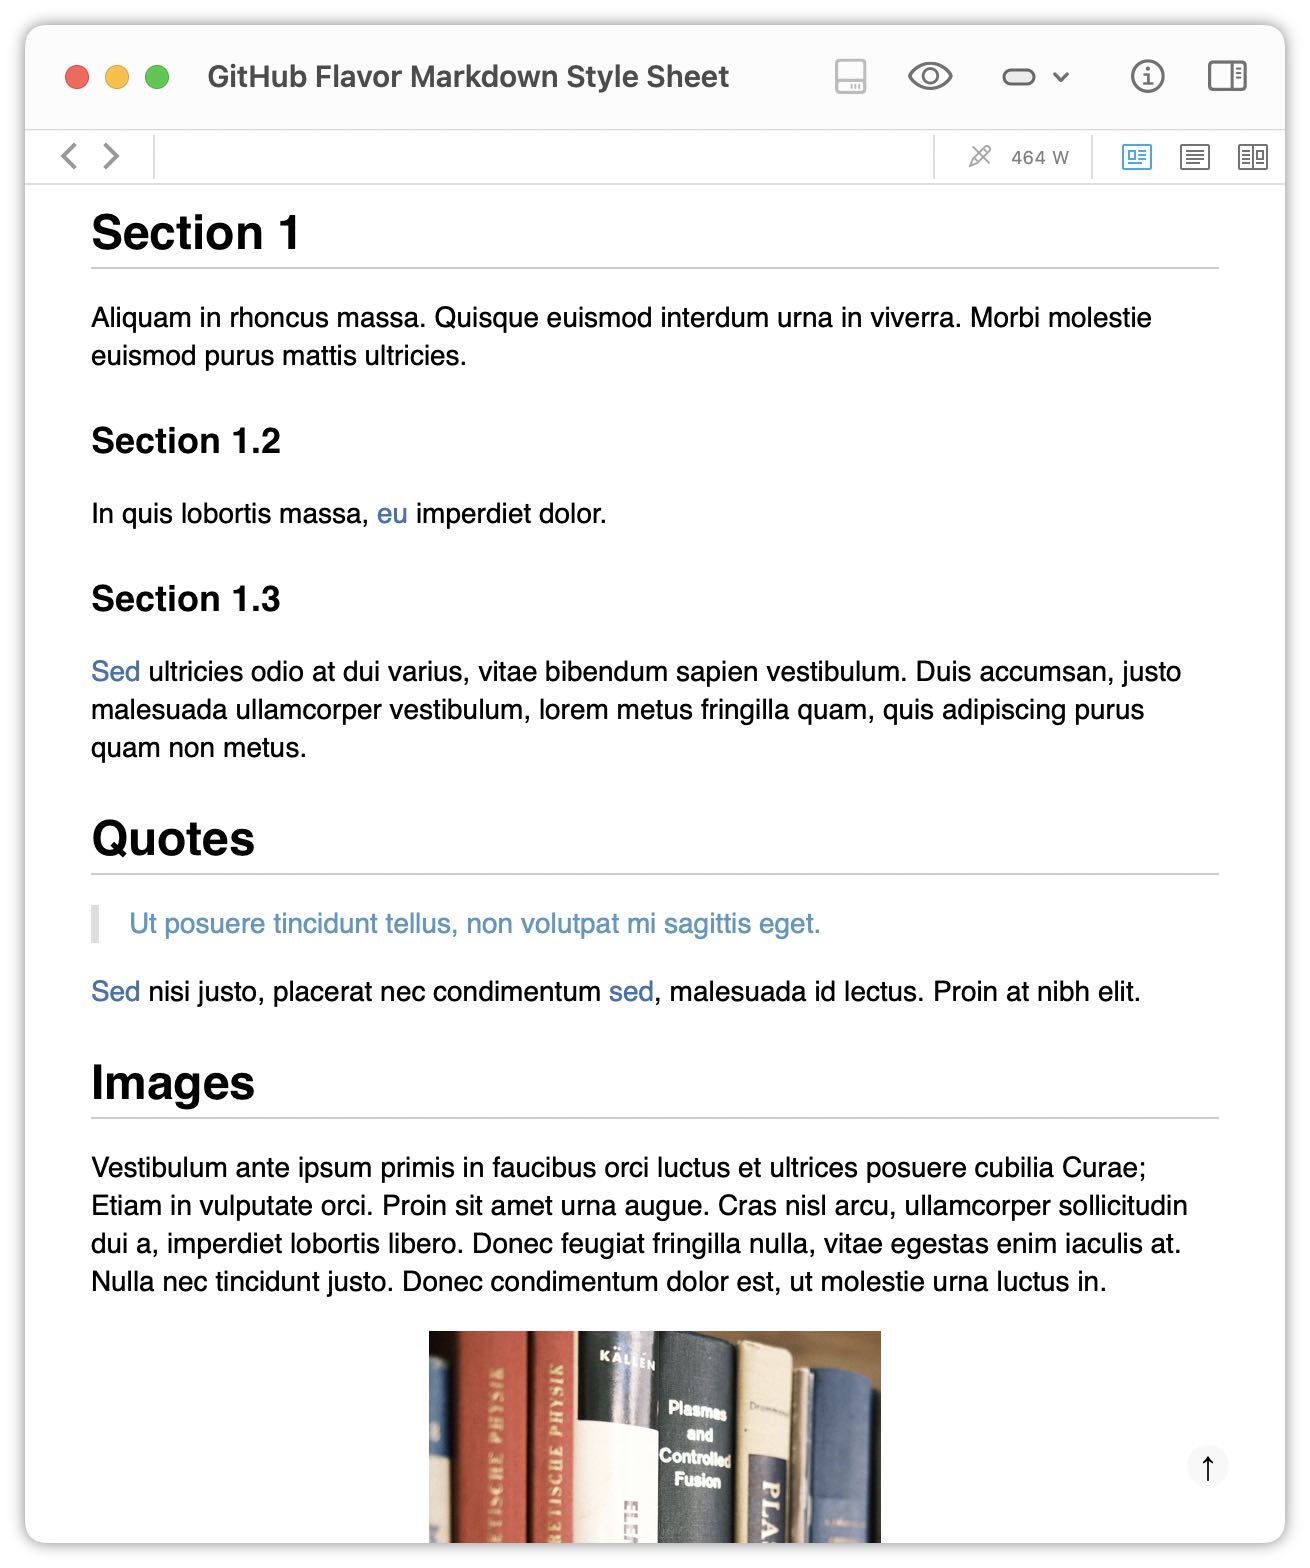 GitHub Flavor Markdown Style Sheet
464 W
Section 1
Aliquam in rhoncus massa. Quisque euismod interdum urna in viverra. Morbi molestie
euismod purus mattis ultricies.
Section 1.2
In quis lobortis massa, eu imperdiet dolor.
Section 1.3
Sed ultricies odio at dui varius, vitae bibendum sapien vestibulum. Duis accumsan, justo
malesuada ullamcorper vestibulum, lorem metus fringilla quam, quis adipiscing purus
quam non metus.
Quotes
Ut posuere tincidunt tellus, non volutpat mi sagittis eget.
Sed nisi justo, placerat nec condimentum sed, malesuada id lectus. Proin at nibh elit.
Images
Vestibulum ante ipsum primis in faucibus orci luctus et ultrices posuere cubilia Curae;
Etiam in vulputate orci. Proin sit amet urna augue. Cras nisl arcu, ullamcorper sollicitudin
dui a, imperdiet lobortis libero. Donec feugiat fringilla nulla, vitae egestas enim iaculis at.
Nulla nec tincidunt justo. Donec condimentum dolor est, ut molestie urna luctus in.
ETISCHE PHYSIK
RETISCHE PHYSIK
KÄLLÉN
Plasmas
and
Controlled
Fusion
PLA